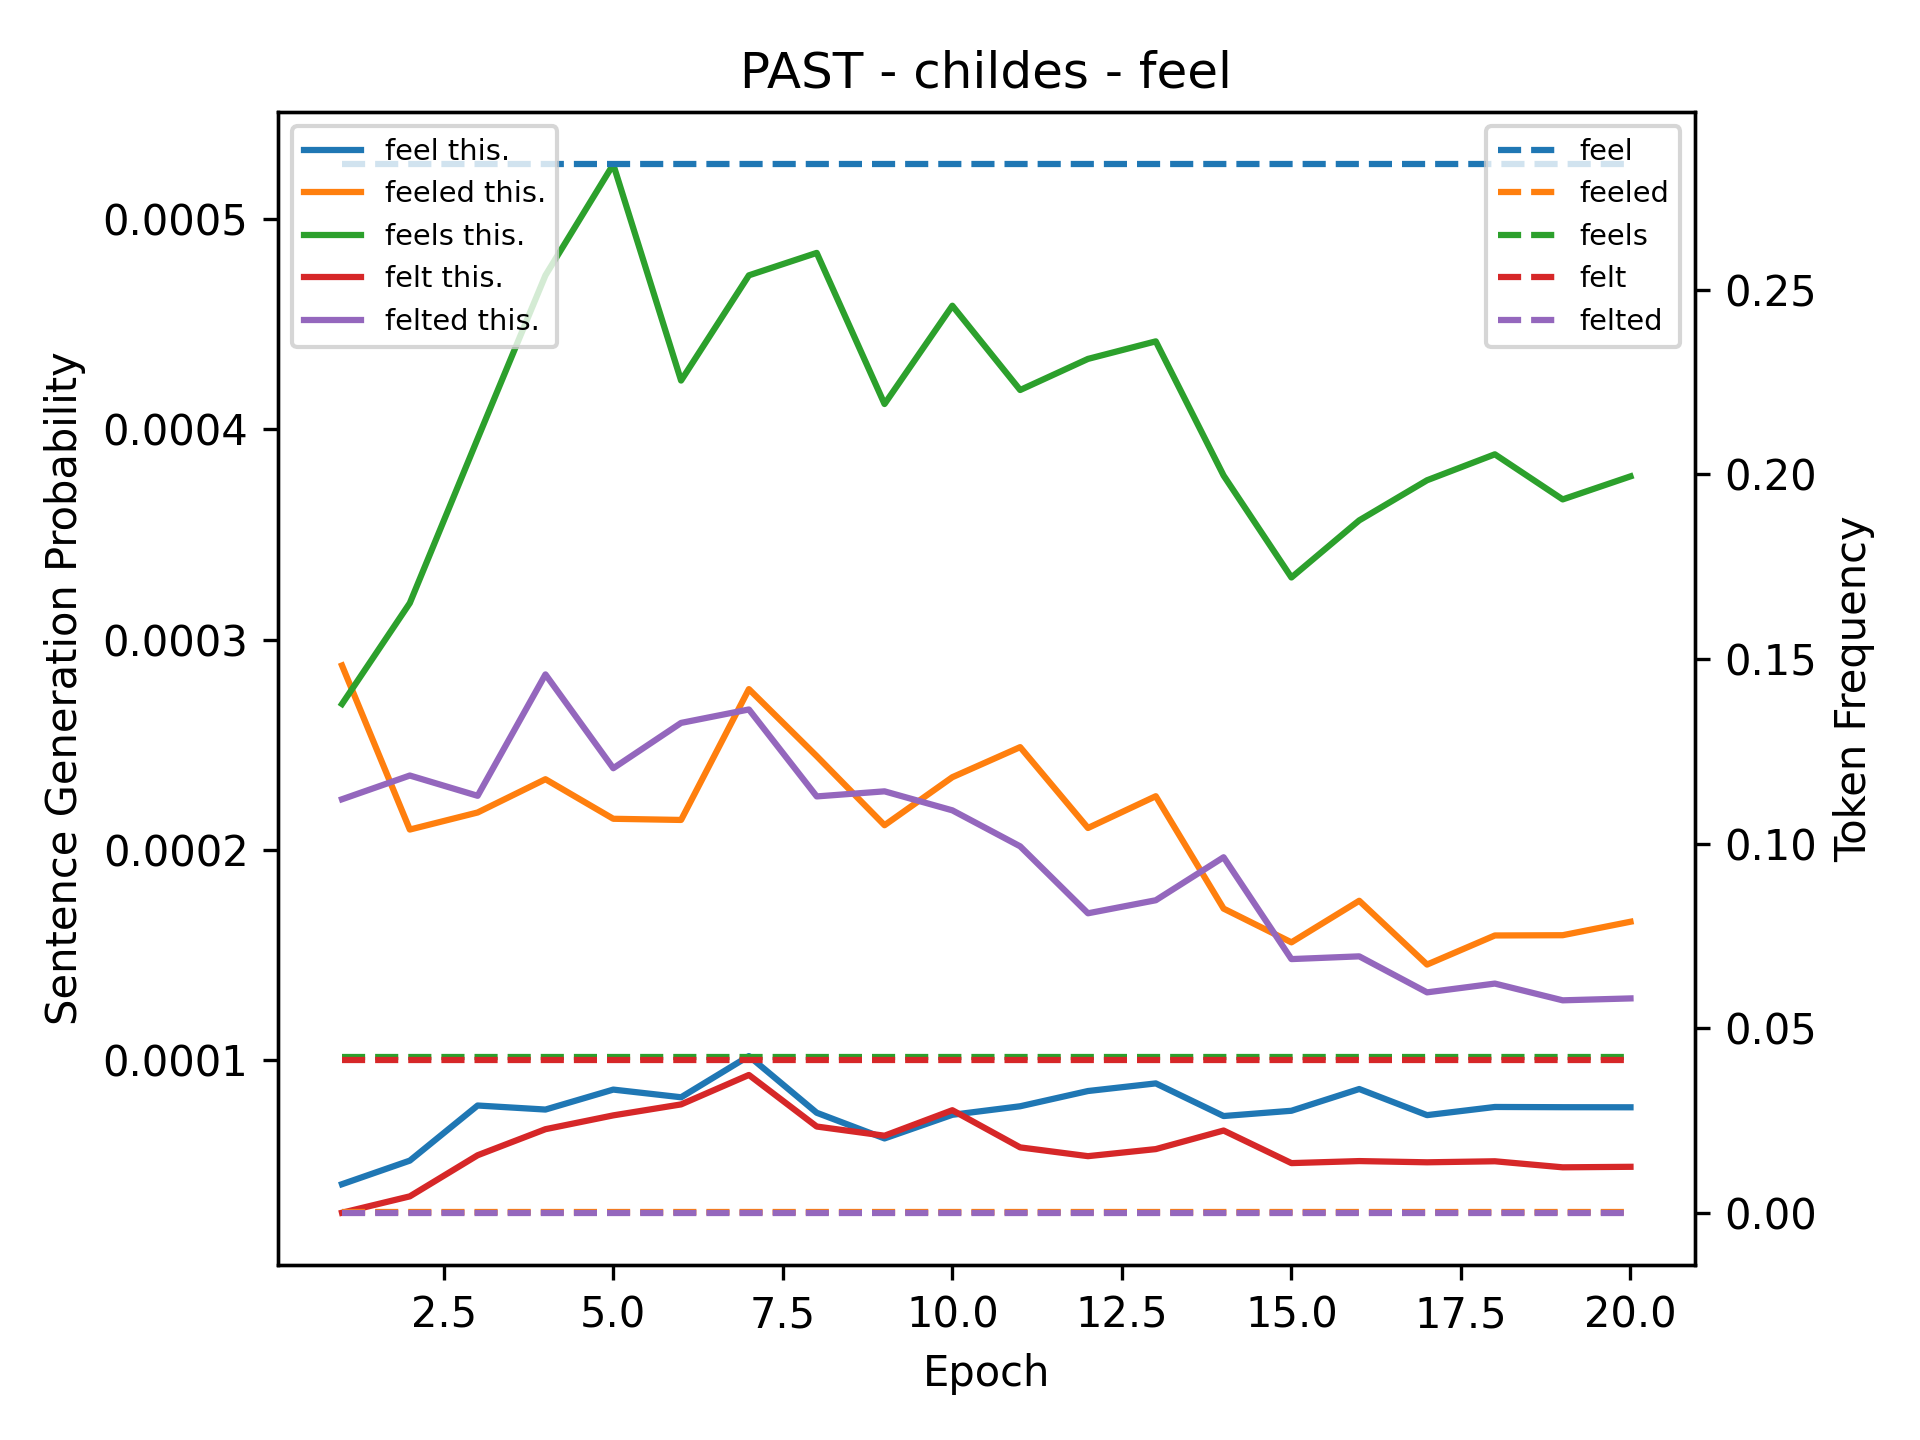 PAST - childes - feel
feel this.
feeled this.
feels this.
felt this.
felted this.
feel
feeled
feels
felt
felted
Sentence Generation Probability
0.0005
0.0004
0.0003
0.0002
0.0001
0.25
0.20
0.15
0.10
0.05
0.00
Token Frequency
2.5 5.0 7.5 10.0 12.5 15.0 17.5 20.0
Epoch